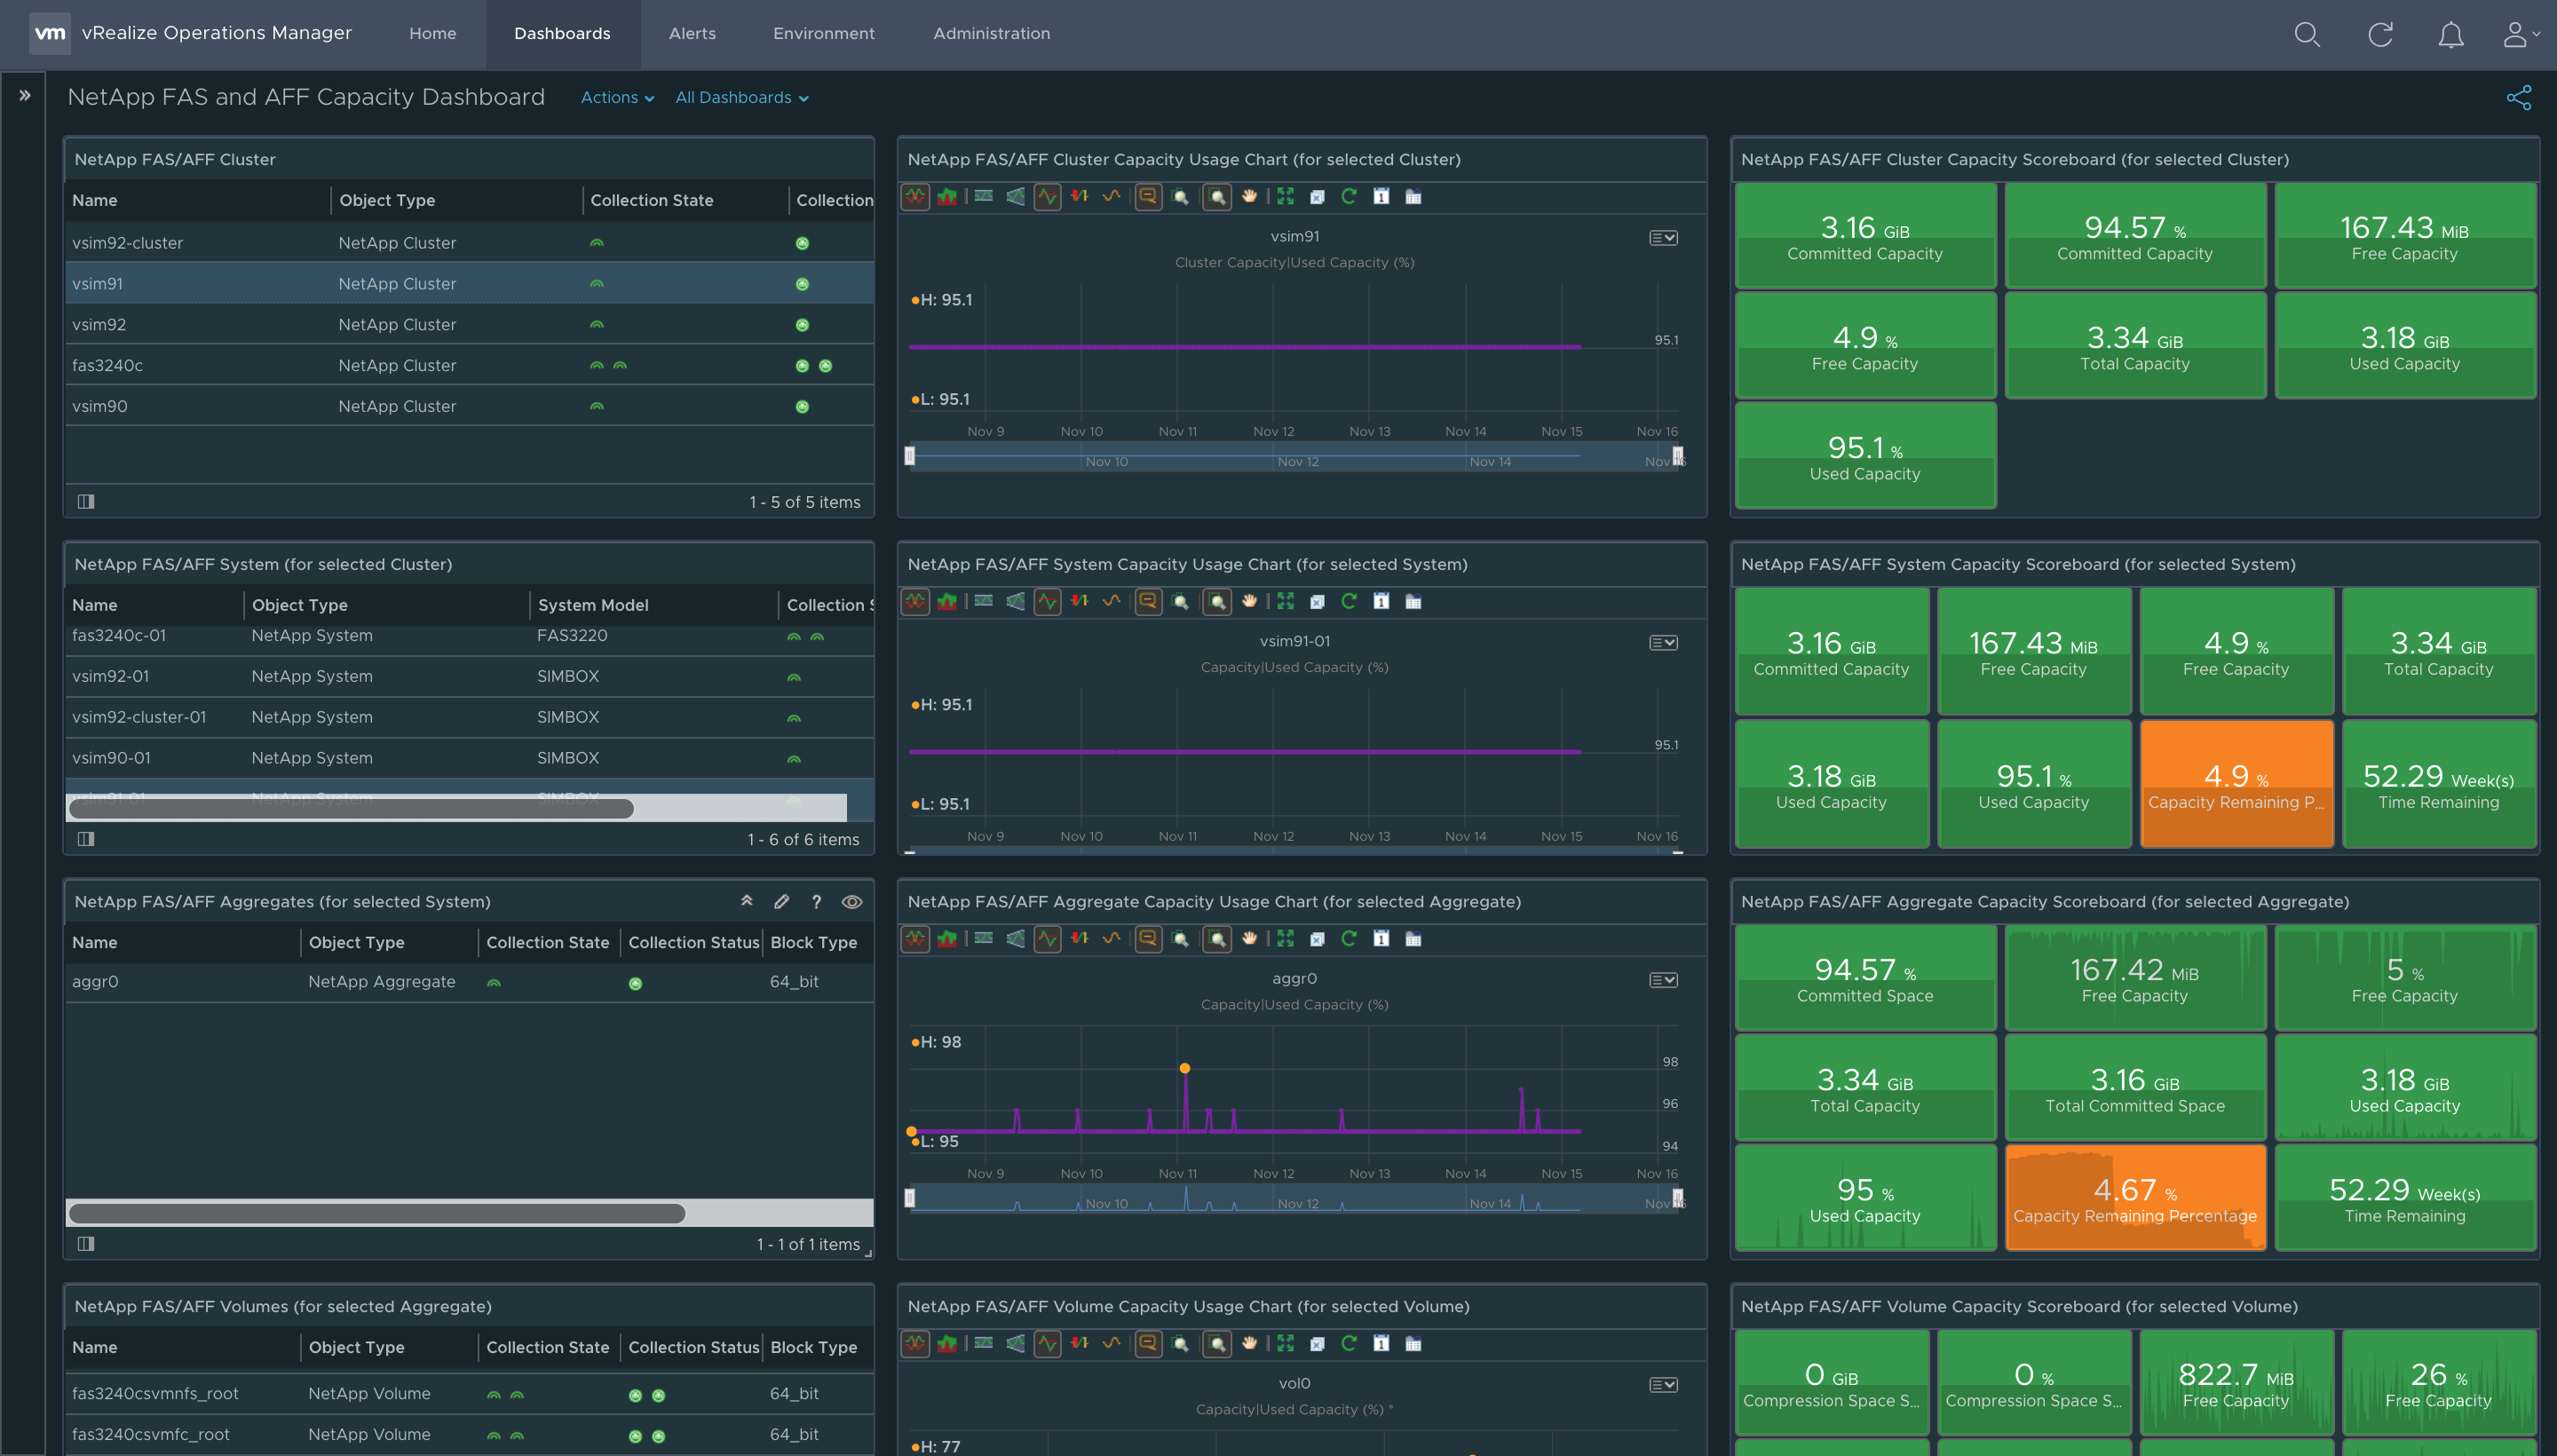 vm vRealize Operations Manager Home Dashboards Alerts Environment Administration
NetApp FAS and AFF Capacity Dashboard Actions All Dashboards
NetApp FAS/AFF Cluster
Name Object Type Collection State Collection
vsim92-cluster NetApp Cluster
vsim91 NetApp Cluster
vsim92 NetApp Cluster
fas3240c NetApp Cluster
vsim90 NetApp Cluster
1 - 5 of 5 items
NetApp FAS/AFF Cluster Capacity Usage Chart (for selected Cluster)
1
vsim91
Cluster Capacity|Used Capacity (%)
H: 95.1
95.1
L: 95.1
Nov 9 Nov 10 Nov 11 Nov 12 Nov 13 Nov 14 Nov 15 Nov 16
Nov 10 Nov 12 Nov 14 Nov 16
NetApp FAS/AFF Cluster Capacity Scoreboard (for selected Cluster)
3.16 GiB 94.57 % 167.43 MiB
Committed Capacity Committed Capacity Free Capacity
4.9 % 3.34 GiB 3.18 GiB
Free Capacity Total Capacity Used Capacity
95.1 %
Used Capacity
NetApp FAS/AFF System (for selected Cluster)
Name Object Type System Model Collection S
fas3240c-01 NetApp System FAS3220
vsim92-01 NetApp System SIMBOX
vsim92-cluster-01 NetApp System SIMBOX
vsim90-01 NetApp System SIMBOX
vsim91-01 NetApp System SIMBOX
1 - 6 of 6 items
NetApp FAS/AFF System Capacity Usage Chart (for selected System)
1
vsim91-01
Capacity|Used Capacity (%)
H: 95.1
95.1
L: 95.1
Nov 9 Nov 10 Nov 11 Nov 12 Nov 13 Nov 14 Nov 15 Nov 16
NetApp FAS/AFF System Capacity Scoreboard (for selected System)
3.16 GiB 167.43 MiB 4.9 % 3.34 GiB
Committed Capacity Free Capacity Free Capacity Total Capacity
3.18 GiB 95.1 % 4.9 % 52.29 Week(s)
Used Capacity Used Capacity Capacity Remaining P... Time Remaining
NetApp FAS/AFF Aggregates (for selected System) ?
Name Object Type Collection State Collection Status Block Type
aggr0 NetApp Aggregate 64_bit
1 - 1 of 1 items
NetApp FAS/AFF Aggregate Capacity Usage Chart (for selected Aggregate)
1
aggr0
Capacity|Used Capacity (%)
H: 98
98
96
L: 95
94
Nov 9 Nov 10 Nov 11 Nov 12 Nov 13 Nov 14 Nov 15 Nov 16
Nov 10 Nov 12 Nov 14 Nov 16
NetApp FAS/AFF Aggregate Capacity Scoreboard (for selected Aggregate)
94.57 % 167.42 MiB 5 %
Committed Space Free Capacity Free Capacity
3.34 GiB 3.16 GiB 3.18 GiB
Total Capacity Total Committed Space Used Capacity
95 % 4.67 % 52.29 Week(s)
Used Capacity Capacity Remaining Percentage Time Remaining
NetApp FAS/AFF Volumes (for selected Aggregate)
Name Object Type Collection State Collection Status Block Type
fas3240csvmnfs_root NetApp Volume 64_bit
fas3240csvmfc_root NetApp Volume 64_bit
NetApp FAS/AFF Volume Capacity Usage Chart (for selected Volume)
1
vol0
Capacity|Used Capacity (%) *
H: 77
NetApp FAS/AFF Volume Capacity Scoreboard (for selected Volume)
0 GiB 0 % 822.7 MiB 26 %
Compression Space S... Compression Space S... Free Capacity Free Capacity